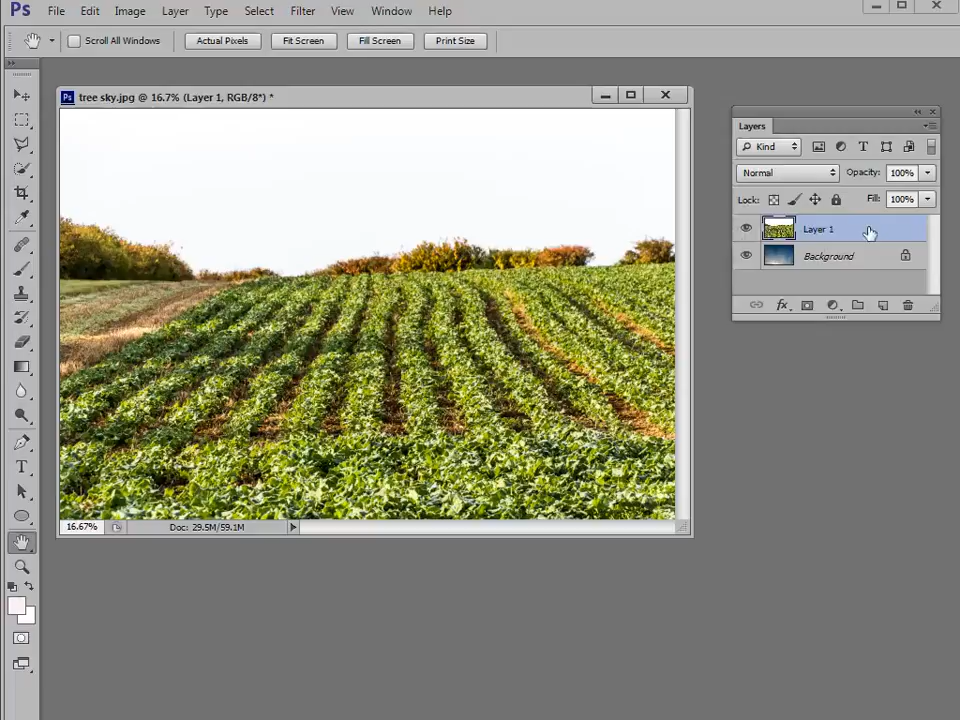 Ps File Edit Image Layer Type Select Filter View Window Help
Scroll All Windows Actual Pixels Fit Screen Fill Screen Print Size
Ps tree sky.jpg @ 16.7% (Layer 1, RGB/8*) *
Layers
Kind T
Normal Opacity: 100%
Lock: Fill: 100%
Layer 1
Background
fx
T
16.67% Doc: 29.5M/59.1M